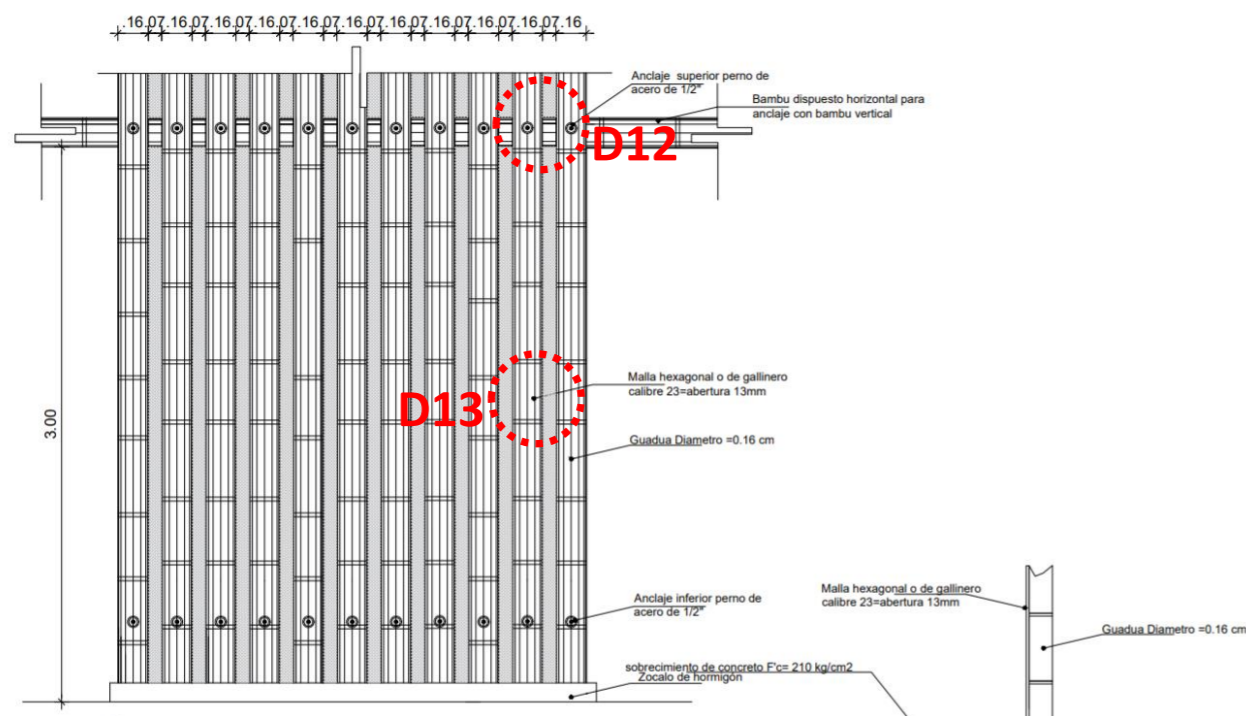 .16.07.16.07.16.07.16.07.16.07.16.07.16.07.16.07.16.07.16.07.16
Anclaje superior perno de
acero de 1/2"
Bambu dispuesto horizontal para
anclaje con bambu vertical
D12
3.00
Malla hexagonal o de gallinero
calibre 23=abertura 13mm
D13
Guadua Diametro =0.16 cm
Anclaje inferior perno de
acero de 1/2"
Malla hexagonal o de gallinero
calibre 23=abertura 13mm
Guadua Diametro =0.16 cm
sobrecimiento de concreto F'c= 210 kg/cm2
Zocalo de hormigón